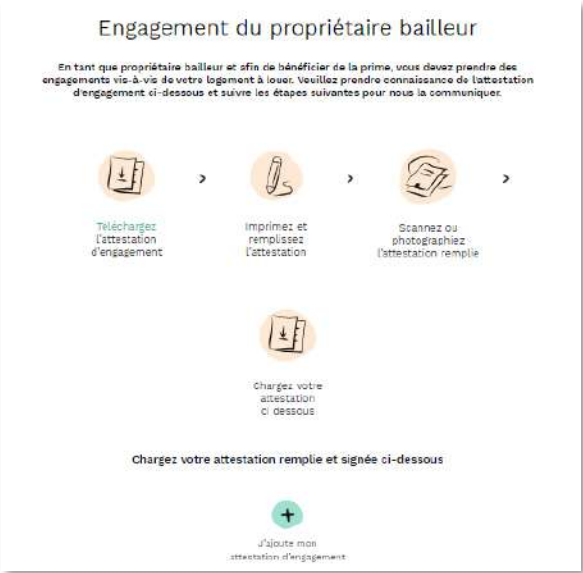 Engagement du propriétaire bailleur
En tant que propriétaire bailleur et afin de bénéficier de la prime, vous devez prendre des
engagements vis-à-vis de votre logement à louer. Veuillez prendre connaissance de l'attestation
d'engagement ci-dessous et suivre les étapes suivantes pour nous la communiquer.
Téléchargez
l'attestation
d'engagement
Imprimez et
remplissez
l'attestation
Scannez ou
photographiez
l'attestation remplie
Chargez votre
attestation
ci dessous
Chargez votre attestation remplie et signée ci-dessous
J'ajoute mon
attestation d'engagement